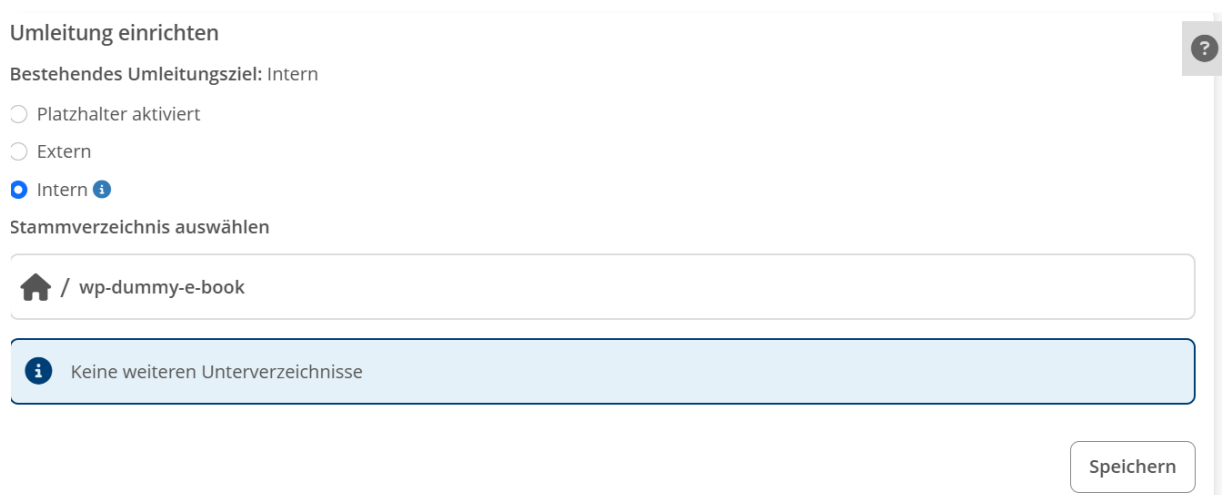 Umleitung einrichten
Bestehendes Umleitungsziel: Intern
Platzhalter aktiviert
Extern
Intern
Stammverzeichnis auswählen
/ wp-dummy-e-book
Keine weiteren Unterverzeichnisse
Speichern